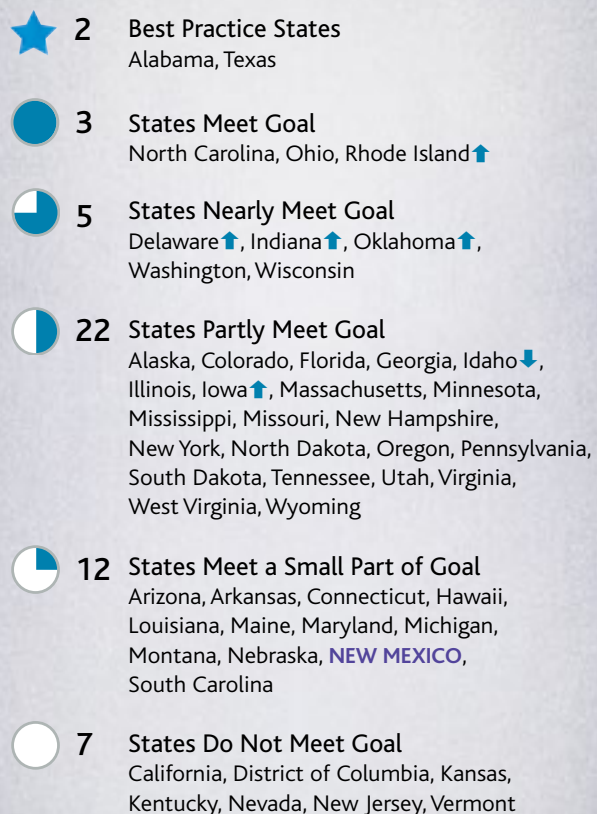 2 Best Practice States
Alabama, Texas
3 States Meet Goal
North Carolina, Ohio, Rhode Island⬆
5 States Nearly Meet Goal
Delaware⬆, Indiana⬆, Oklahoma⬆,
Washington, Wisconsin
22 States Partly Meet Goal
Alaska, Colorado, Florida, Georgia, Idaho⬇,
Illinois, Iowa⬆, Massachusetts, Minnesota,
Mississippi, Missouri, New Hampshire,
New York, North Dakota, Oregon, Pennsylvania,
South Dakota, Tennessee, Utah, Virginia,
West Virginia, Wyoming
12 States Meet a Small Part of Goal
Arizona, Arkansas, Connecticut, Hawaii,
Louisiana, Maine, Maryland, Michigan,
Montana, Nebraska, NEW MEXICO,
South Carolina
7 States Do Not Meet Goal
California, District of Columbia, Kansas,
Kentucky, Nevada, New Jersey, Vermont